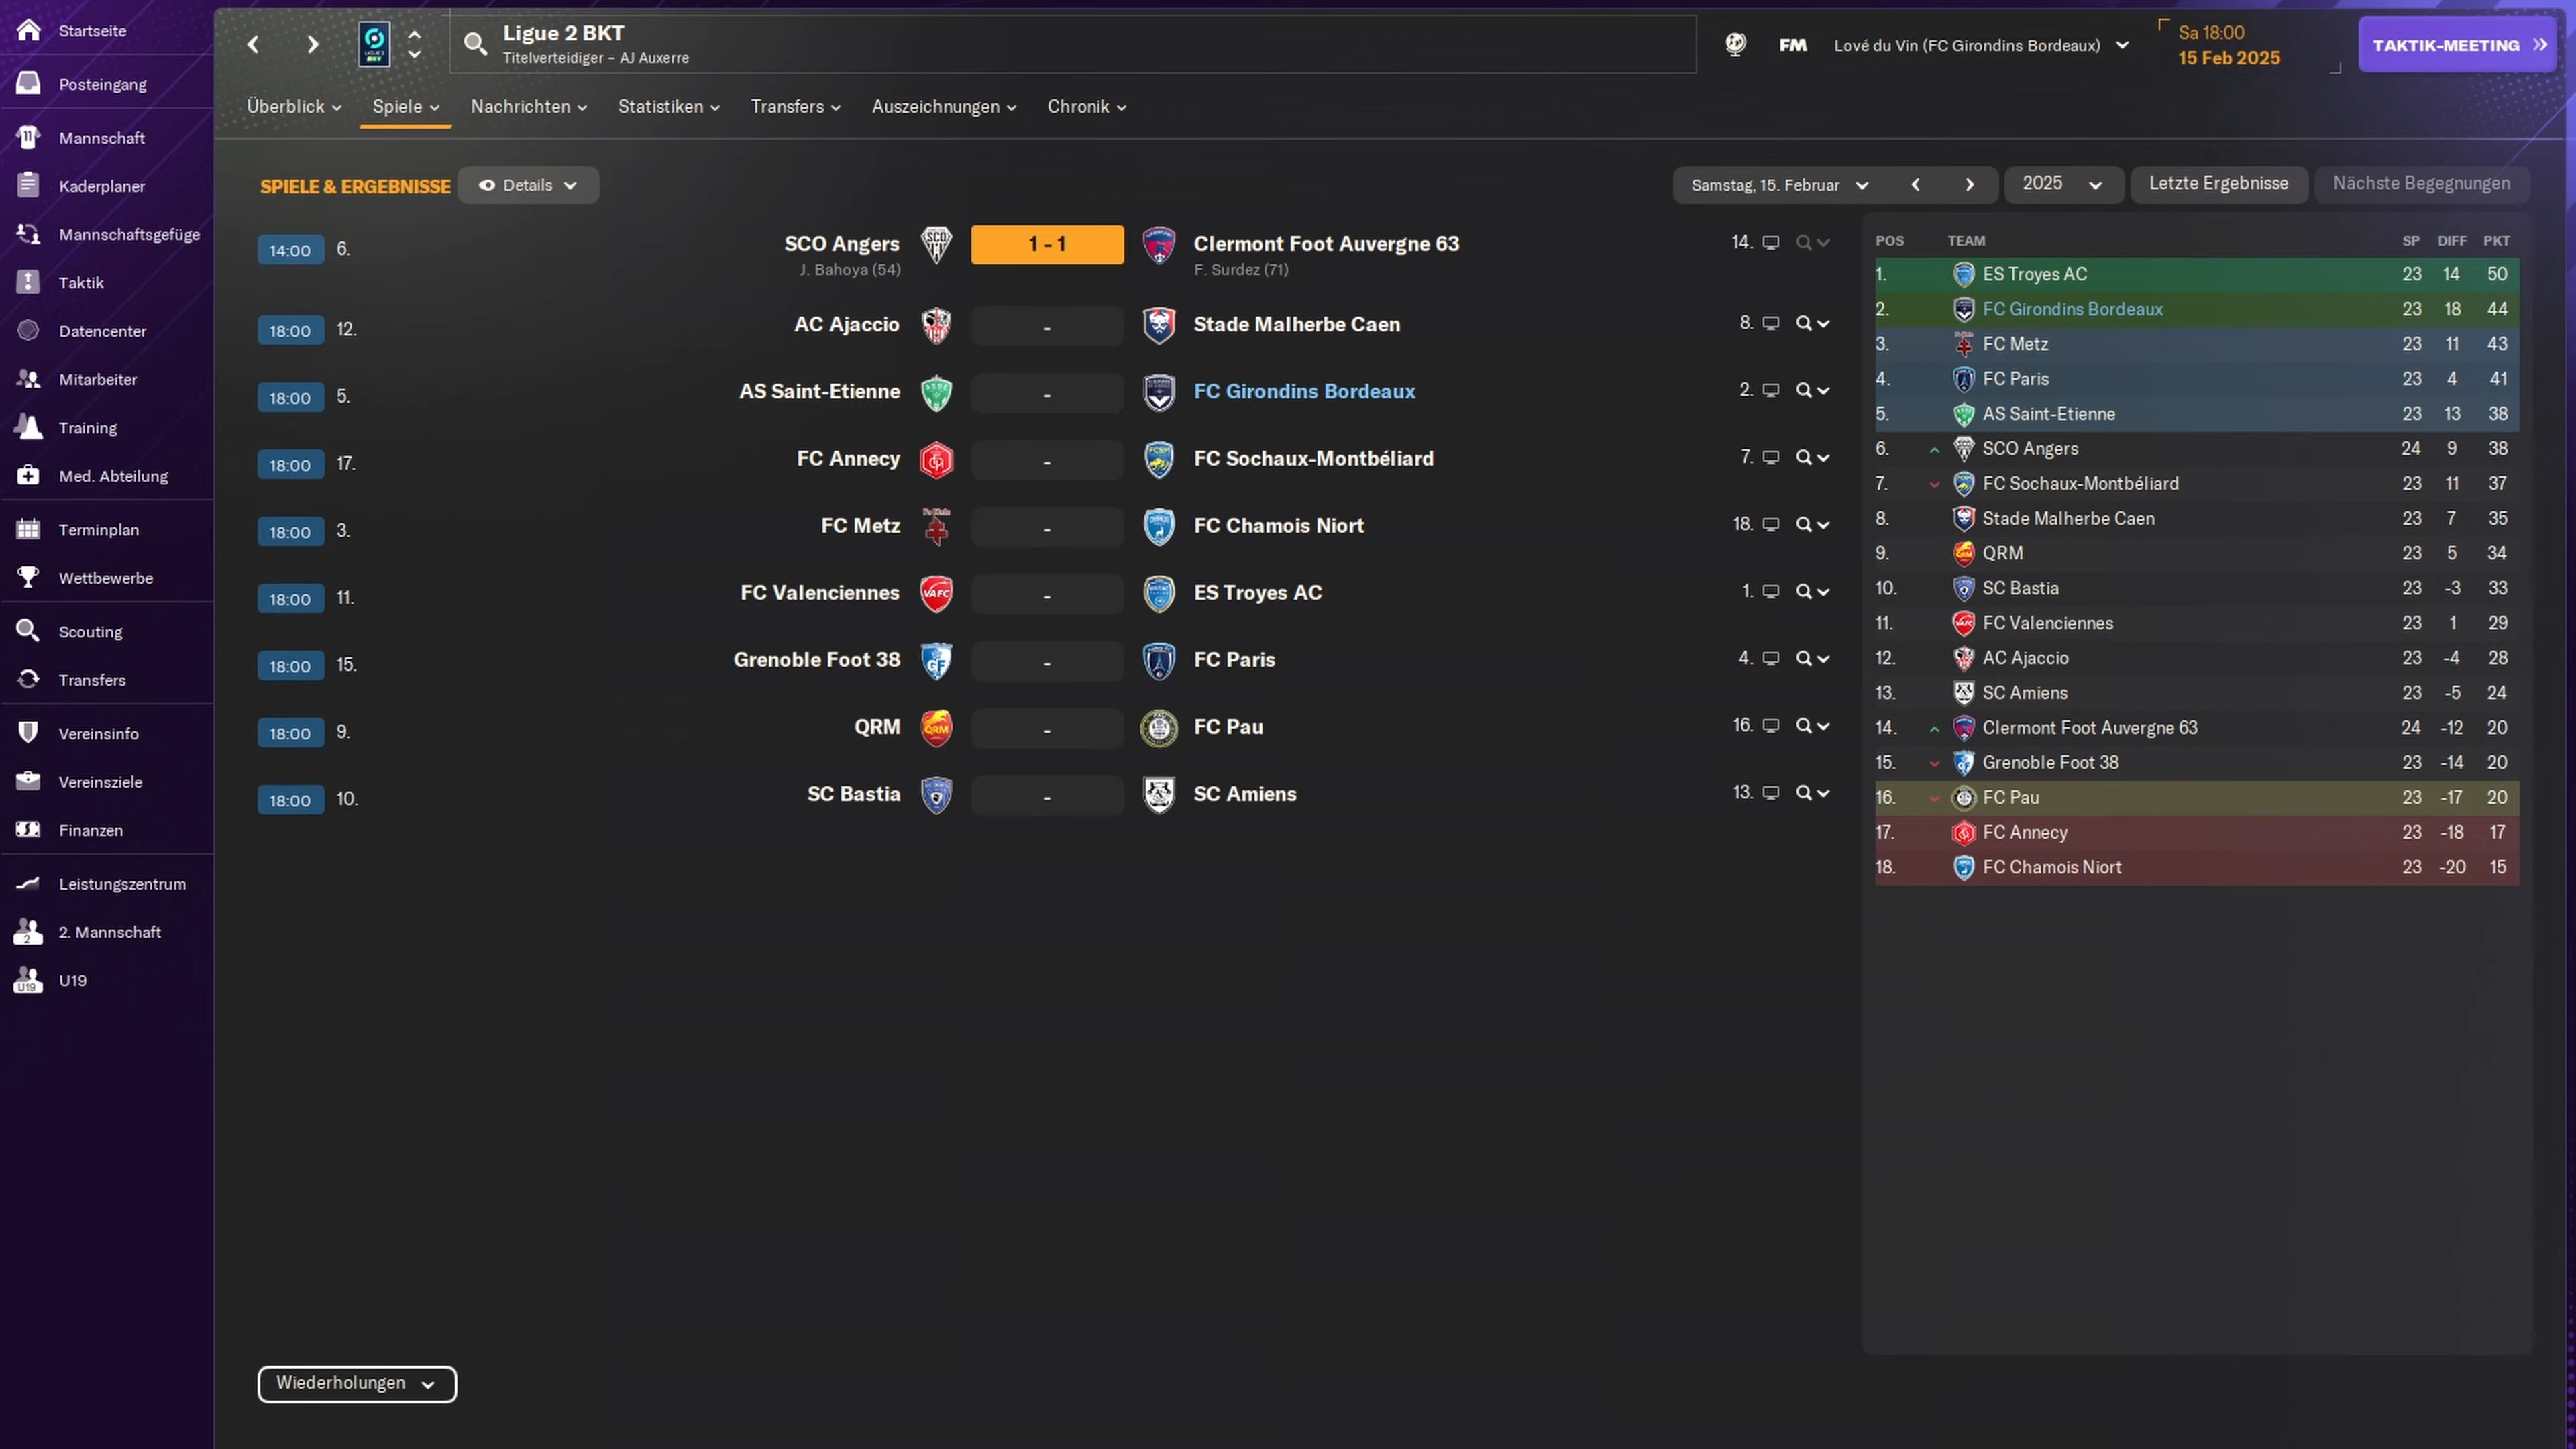 Startseite
Posteingang
Mannschaft
Kaderplaner
Mannschaftsgefüge
Taktik
Datencenter
Mitarbeiter
Training
Med. Abteilung
Terminplan
Wettbewerbe
Scouting
Transfers
Vereinsinfo
Vereinsziele
Finanzen
Leistungszentrum
2. Mannschaft
U19
Ligue 2 BKT
Titelverteidiger - AJ Auxerre
FM
Lové du Vin (FC Girondins Bordeaux)
Sa 18:00
15 Feb 2025
TAKTIK-MEETING
Überblick Spiele Nachrichten Statistiken Transfers Auszeichnungen Chronik
SPIELE & ERGEBNISSE Details
Samstag, 15. Februar 2025 Letzte Ergebnisse Nächste Begegnungen
14:00 6. SCO Angers 1 - 1 Clermont Foot Auvergne 63 14.
J. Bahoya (54) F. Surdez (71)
18:00 12. AC Ajaccio - Stade Malherbe Caen 8.
18:00 5. AS Saint-Etienne - FC Girondins Bordeaux 2.
18:00 17. FC Annecy - FC Sochaux-Montbéliard 7.
18:00 3. FC Metz - FC Chamois Niort 18.
18:00 11. FC Valenciennes - ES Troyes AC 1.
18:00 15. Grenoble Foot 38 - FC Paris 4.
18:00 9. QRM - FC Pau 16.
18:00 10. SC Bastia - SC Amiens 13.
POS TEAM SP DIFF PKT
1. ES Troyes AC 23 14 50
2. FC Girondins Bordeaux 23 18 44
3. FC Metz 23 11 43
4. FC Paris 23 4 41
5. AS Saint-Etienne 23 13 38
6. SCO Angers 24 9 38
7. FC Sochaux-Montbéliard 23 11 37
8. Stade Malherbe Caen 23 7 35
9. QRM 23 5 34
10. SC Bastia 23 -3 33
11. FC Valenciennes 23 1 29
12. AC Ajaccio 23 -4 28
13. SC Amiens 23 -5 24
14. Clermont Foot Auvergne 63 24 -12 20
15. Grenoble Foot 38 23 -14 20
16. FC Pau 23 -17 20
17. FC Annecy 23 -18 17
18. FC Chamois Niort 23 -20 15
Wiederholungen